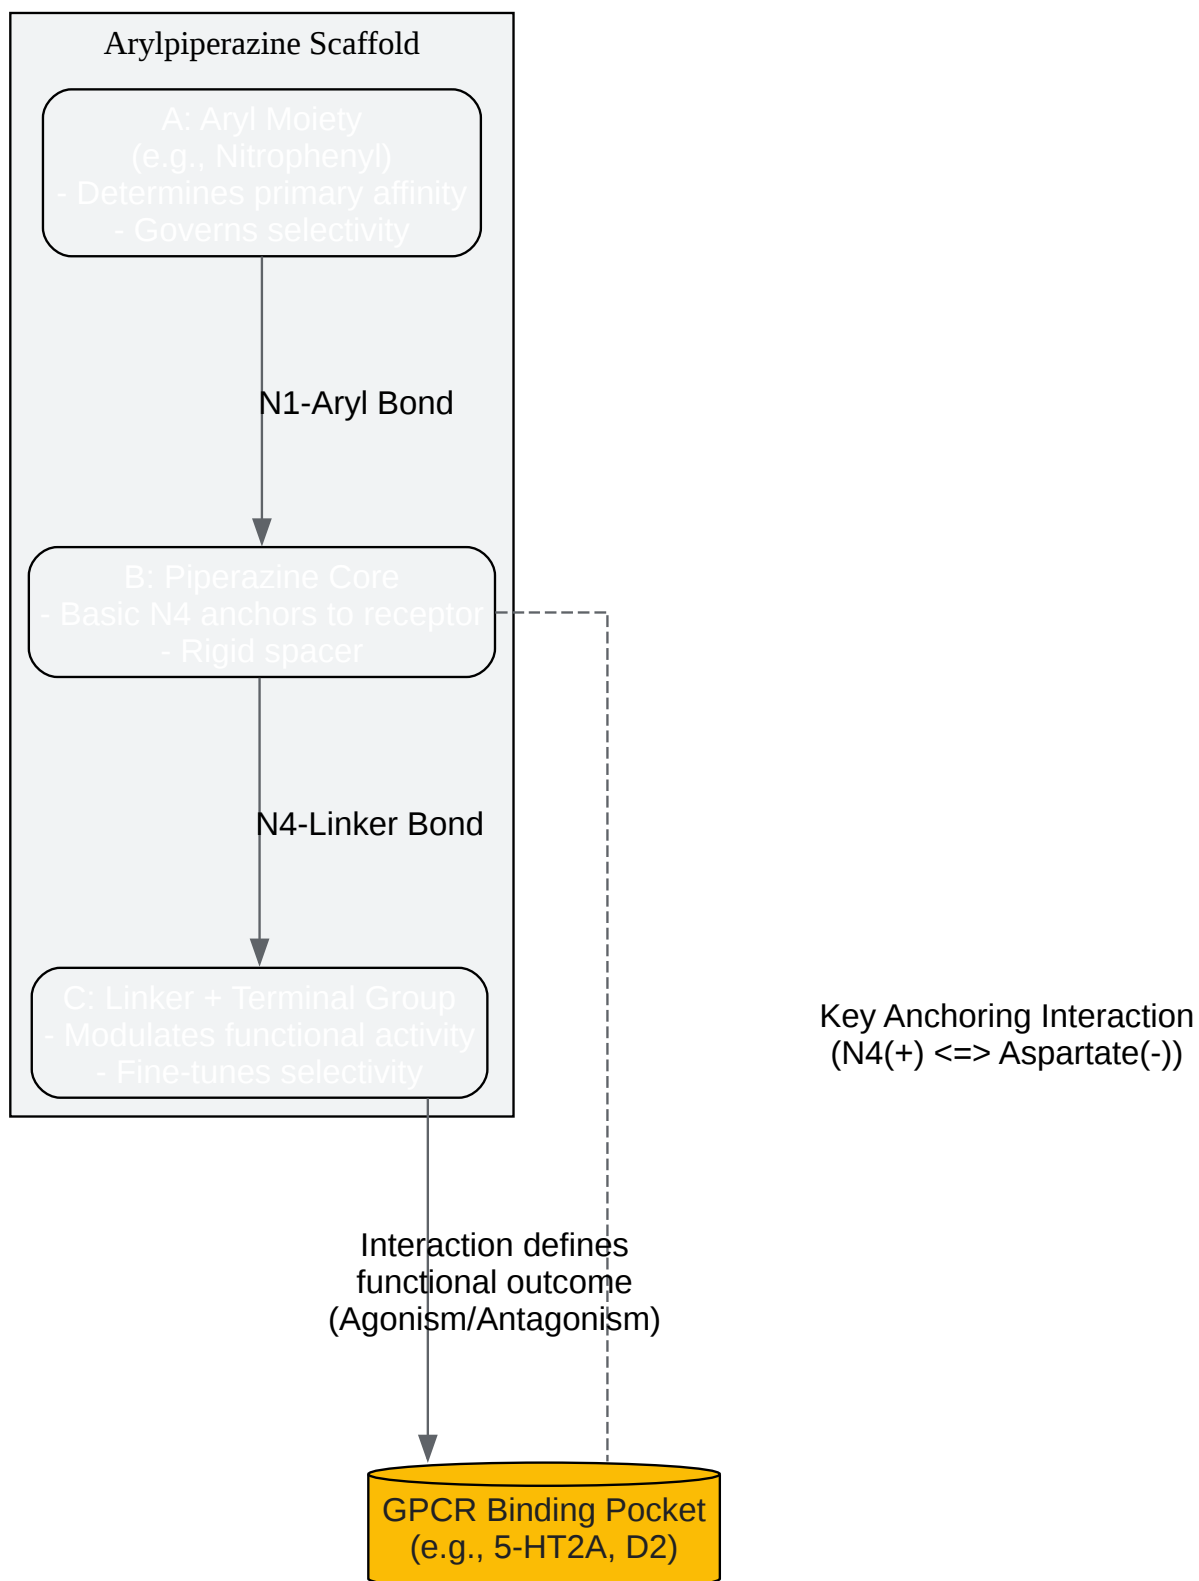 Arylpiperazine Scaffold
A: Aryl Moiety
(e.g., Nitrophenyl)
- Determines primary affinity
- Governs selectivity
N1-Aryl Bond
B: Piperazine Core
- Basic N4 anchors to receptor
- Rigid spacer
N4-Linker Bond
C: Linker + Terminal Group
- Modulates functional activity
- Fine-tunes selectivity
Key Anchoring Interaction
(N4(+) <=> Aspartate(-))
Interaction defines
functional outcome
(Agonism/Antagonism)
GPCR Binding Pocket
(e.g., 5-HT2A, D2)